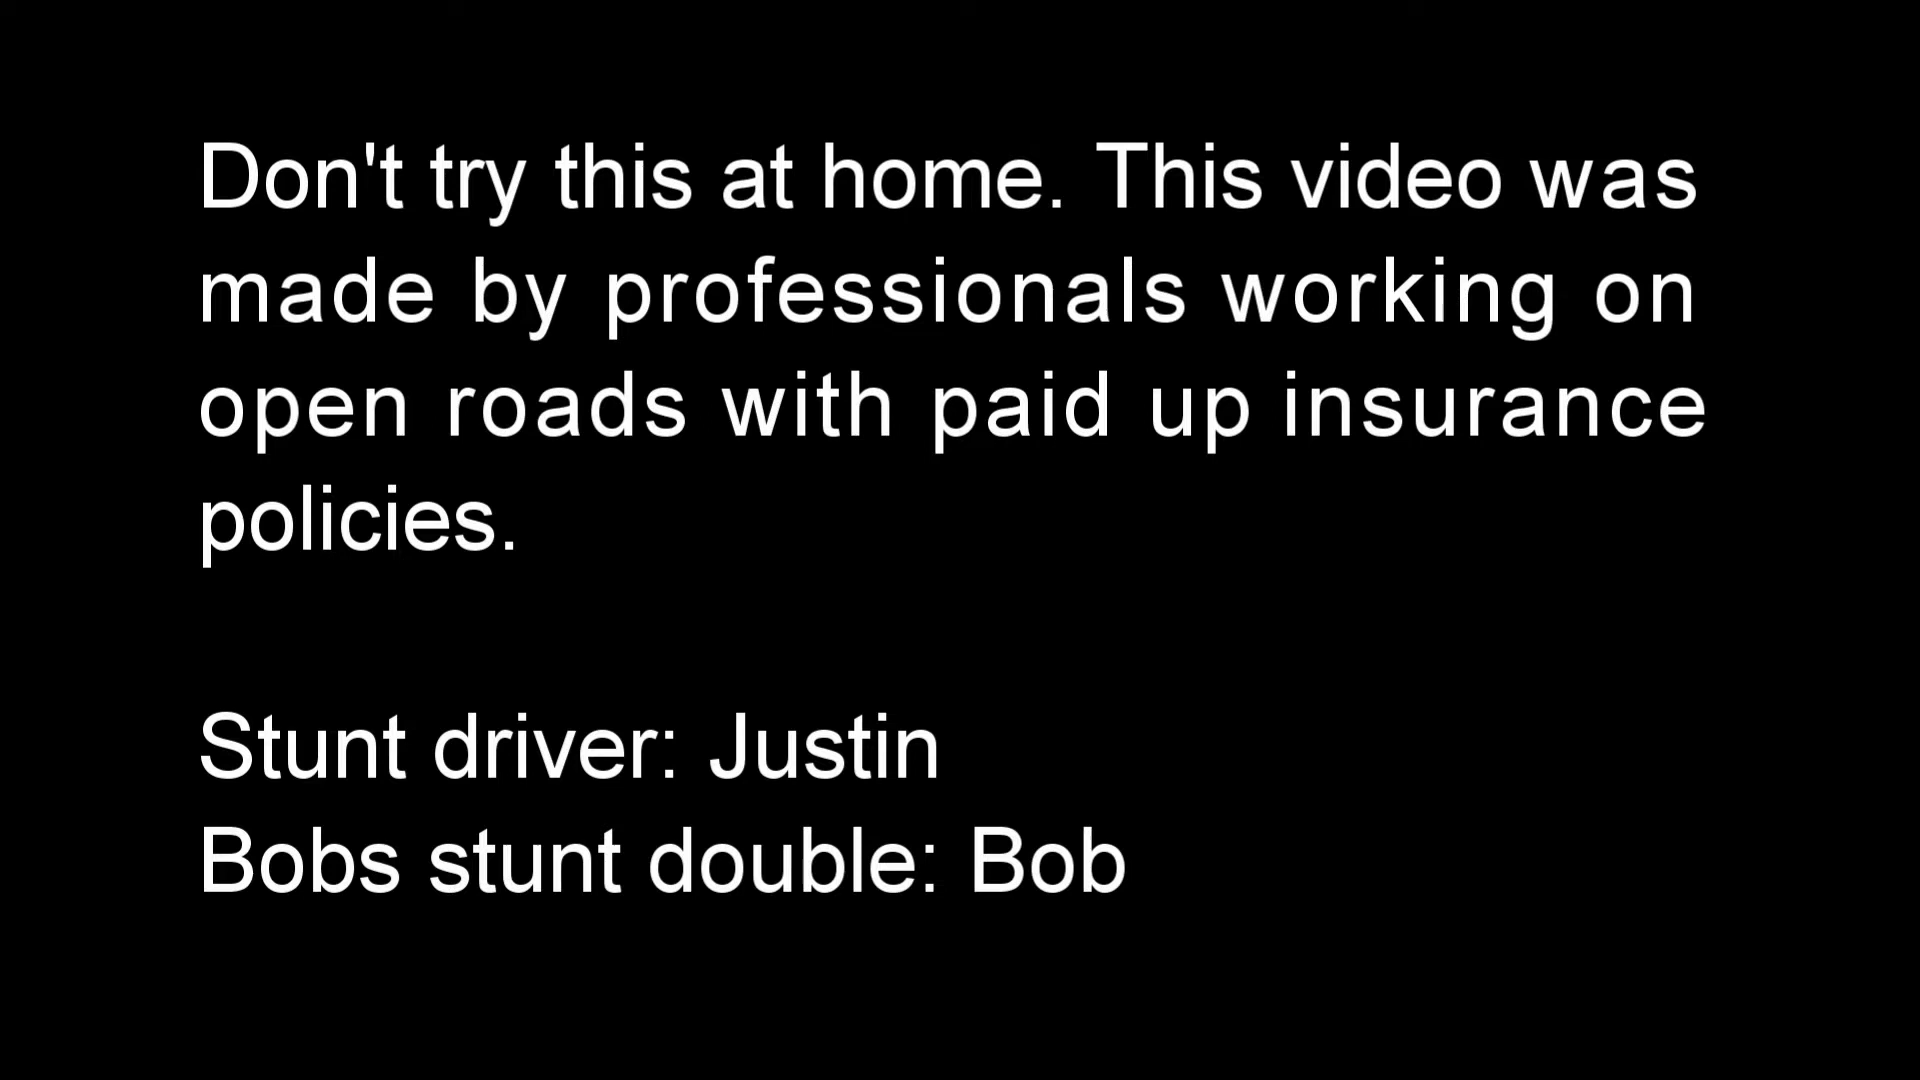 Don't try this at home. This video was
made by professionals working on
open roads with paid up insurance
policies.
Stunt driver: Justin
Bobs stunt double: Bob